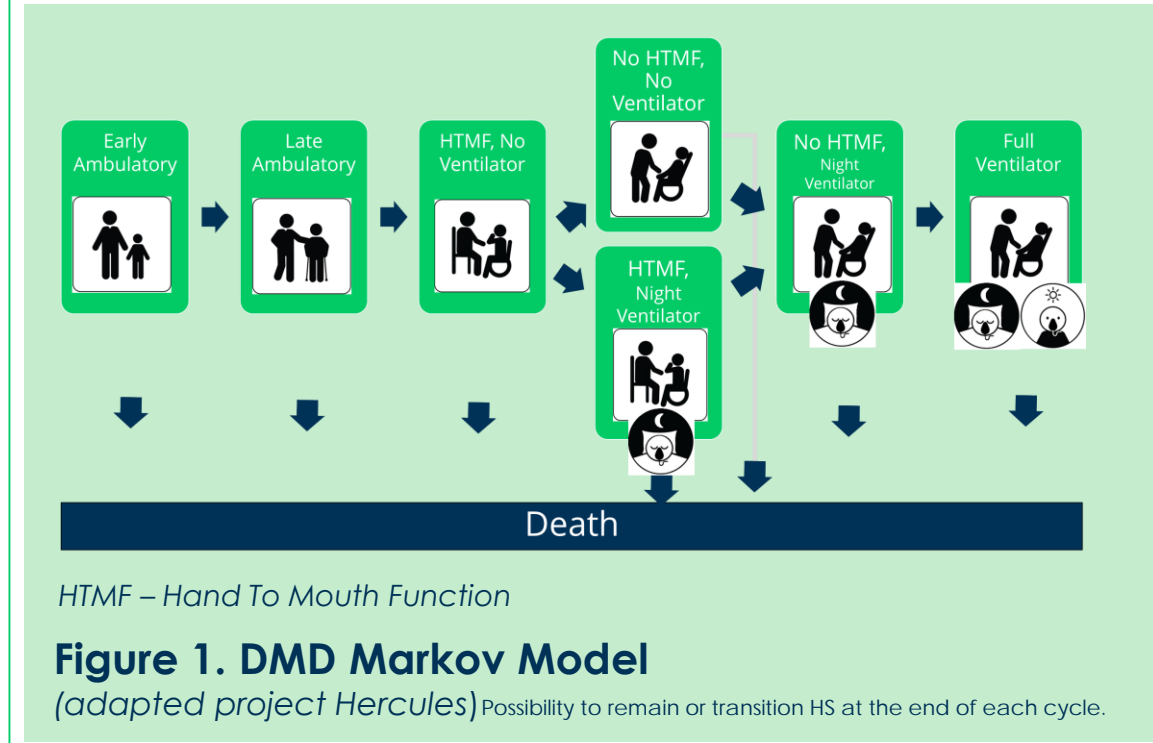 Early
Ambulatory
Late
Ambulatory
HTMF, No
Ventilator
No HTMF,
No
Ventilator
HTMF,
Night
Ventilator
No HTMF,
Night
Ventilator
Full
Ventilator
Death
HTMF – Hand To Mouth Function
Figure 1. DMD Markov Model
(adapted project Hercules) Possibility to remain or transition HS at the end of each cycle.